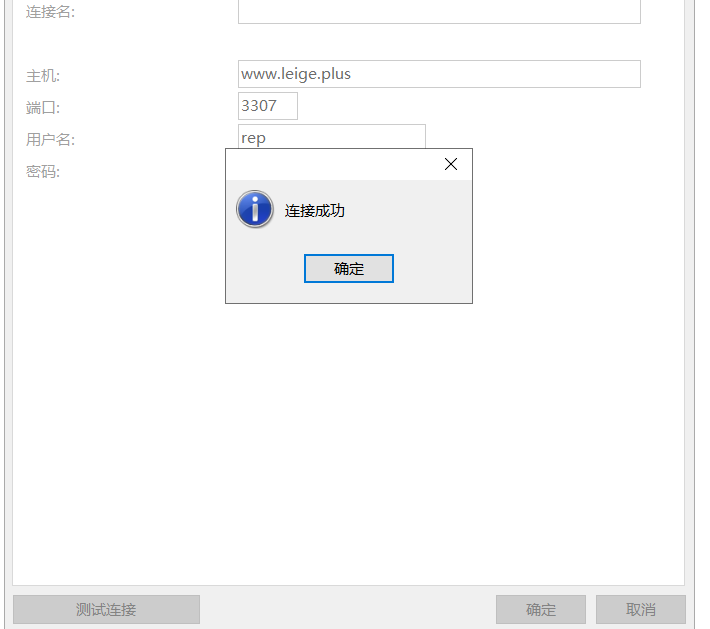 连接名:
主机:
www.leige.plus
端口:
3307
用户名:
rep
密码:
连接成功
确定
测试连接
确定
取消